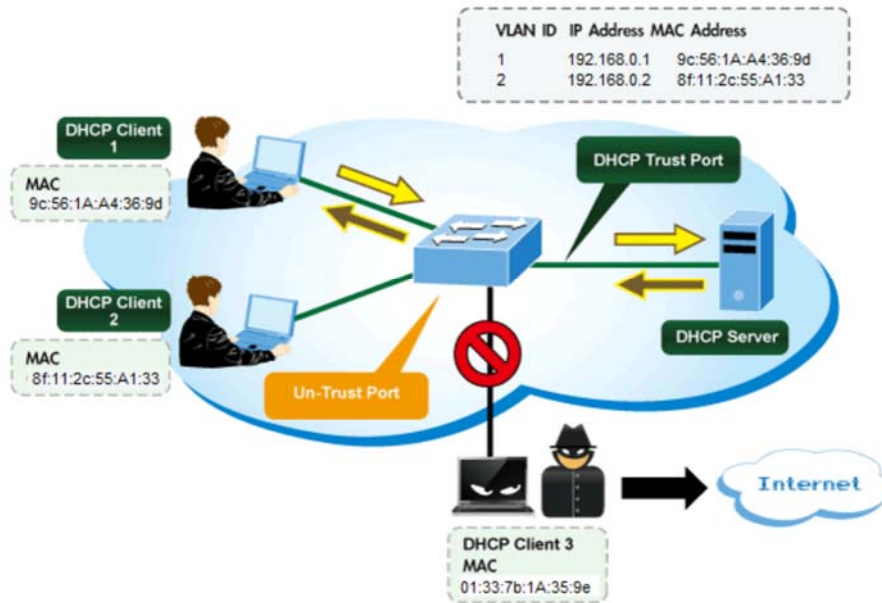 VLAN ID IP Address MAC Address
1 192.168.0.1 9c:56:1A:A4:36:9d
2 192.168.0.2 8f:11:2c:55:A1:33
DHCP Client
1
MAC
9c:56:1A:A4:36:9d
DHCP Trust Port
DHCP Client
2
MAC
8f:11:2c:55:A1:33
Un-Trust Port
DHCP Server
Internet
DHCP Client 3
MAC
01:33:7b:1A:35:9e